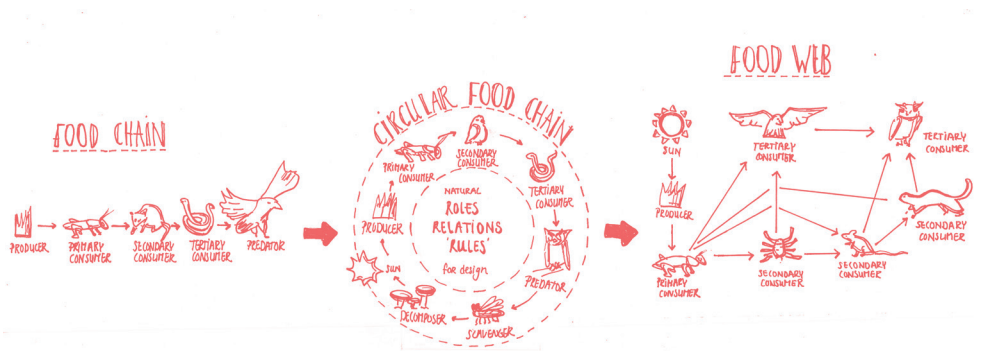 FOOD CHAIN
PRODUCER
PRIMARY
CONSUMER
SECONDARY
CONSUMER
TERTIARY
CONSUMER
PREDATOR
CIRCULAR FOOD CHAIN
PRIMARY
CONSUMER
SECONDARY
CONSUMER
TERTIARY
CONSUMER
PREDATOR
SCAVENGER
DECOMPOSER
SUN
PRODUCER
NATURAL
ROLES
RELATIONS
'RULES'
for design
FOOD WEB
SUN
PRODUCER
PRIMARY
CONSUMER
TERTIARY
CONSUMER
SECONDARY
CONSUMER
SECONDARY
CONSUMER
TERTIARY
CONSUMER
SECONDARY
CONSUMER